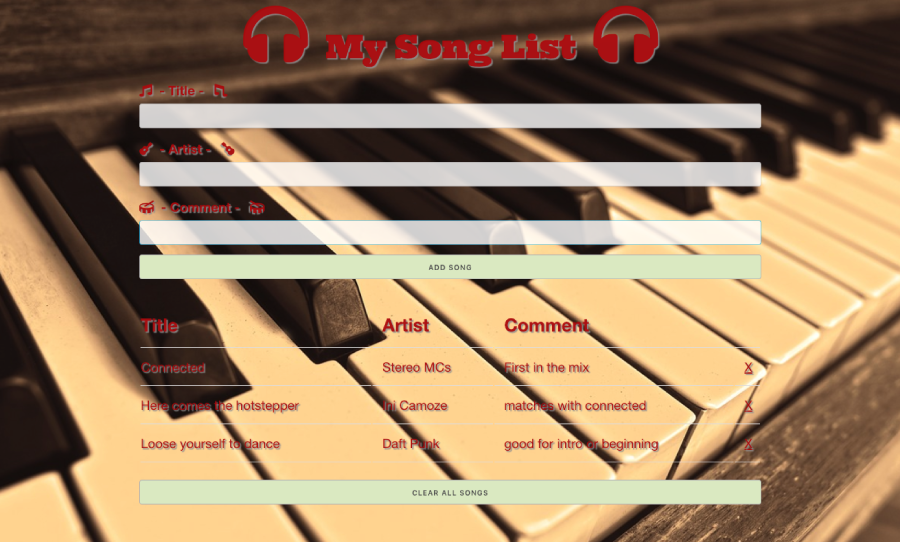 My Song List
- Title -
- Artist -
- Comment -
ADD SONG
Title Artist Comment
Connected Stereo MCs First in the mix X
Here comes the hotstepper Ini Camoze matches with connected X
Loose yourself to dance Daft Punk good for intro or beginning X
CLEAR ALL SONGS